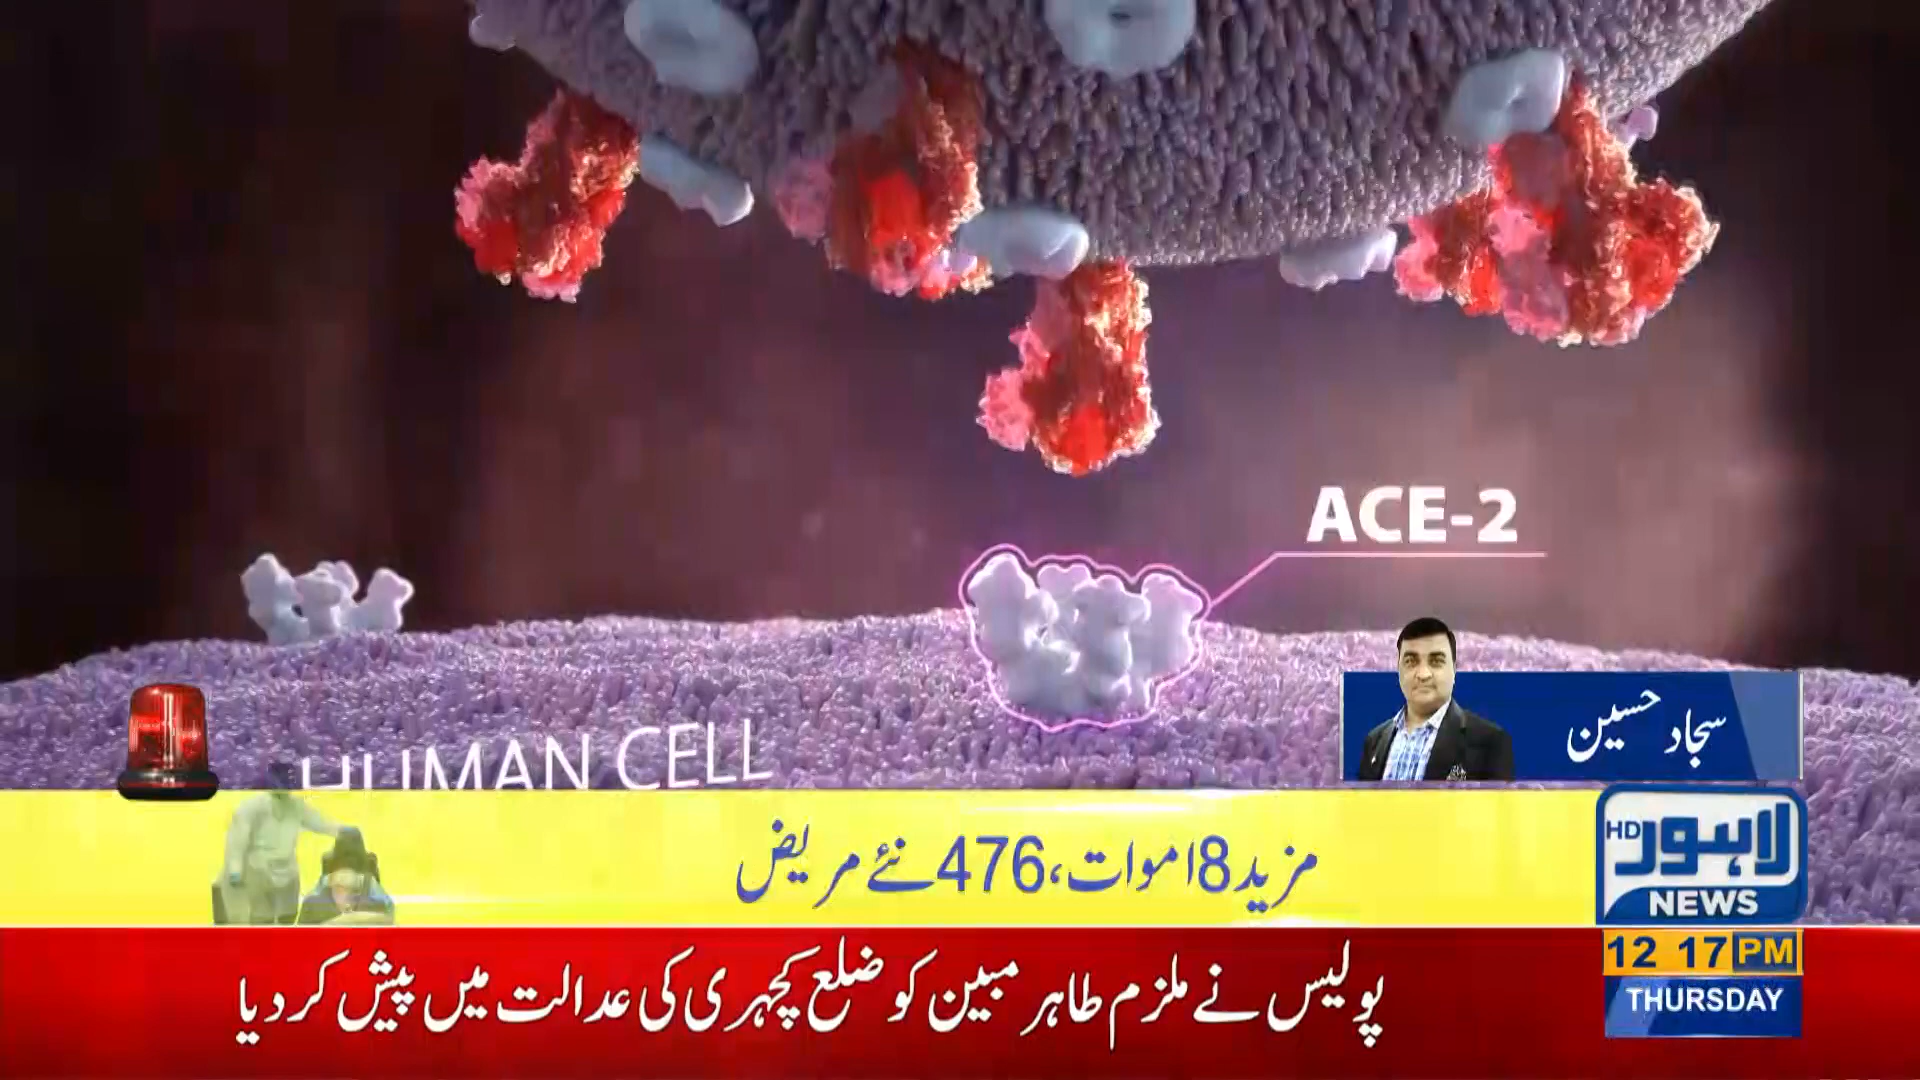 ACE-2
HUMAN CELL
سجاد حسین
مزید 8 اموات، 476 نئے مریض
HD لاہور
NEWS
پولیس نے ملزم طاہر مبین کو ضلع کچہری کی عدالت میں پیش کر دیا
12 17 PM
THURSDAY